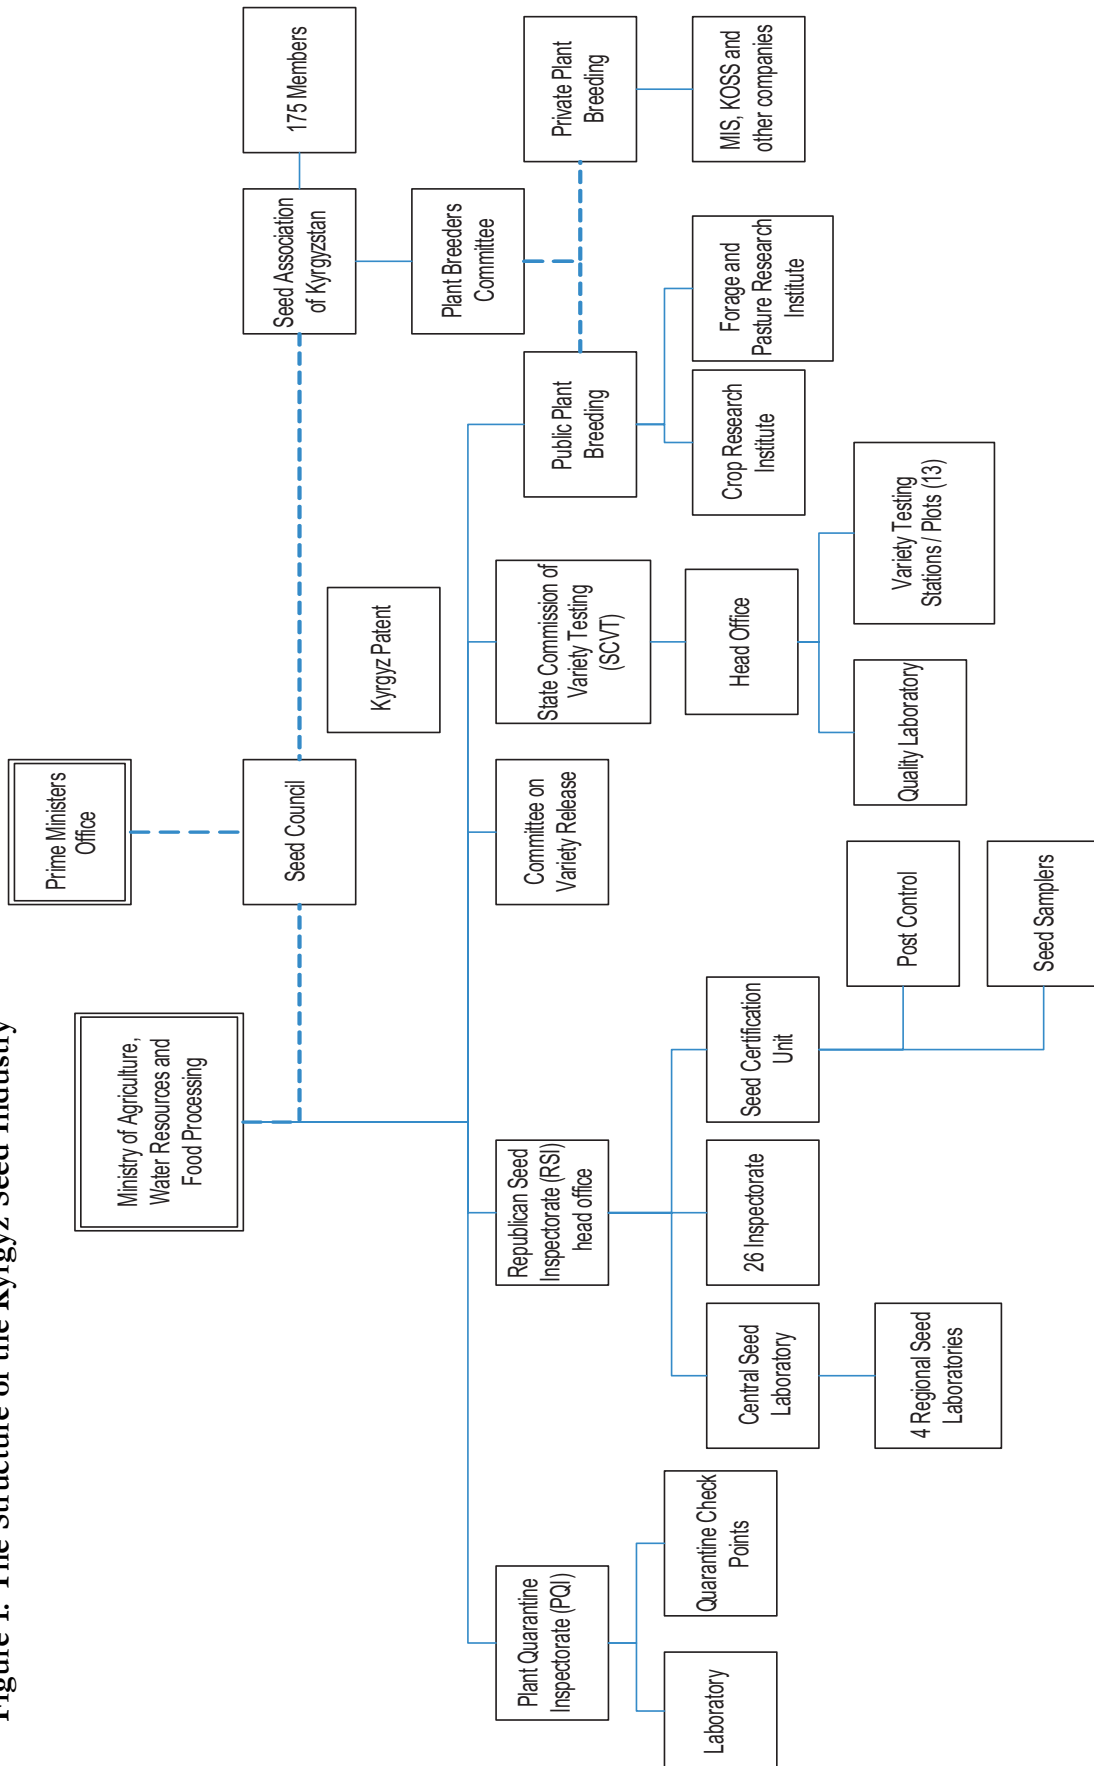 Figure 1. The Structure of the Kyrgyz Seed Industry
Prime Ministers
Office
Ministry of Agriculture,
Water Resources and
Food Processing
Seed Council
Seed Association
of Kyrgyzstan
175 Members
Kyrgyz Patent
Plant Breeders
Committee
Plant Quarantine
Inspectorate (PQI)
Republican Seed
Inspectorate (RSI)
head office
Committee on
Variety Release
State Commission of
Variety Testing
(SCVT)
Public Plant
Breeding
Private Plant
Breeding
Laboratory
Quarantine Check
Points
Central Seed
Laboratory
26 Inspectorate
Seed Certification
Unit
Head Office
Crop Research
Institute
Forage and
Pasture Research
Institute
MIS, KOSS and
other companies
4 Regional Seed
Laboratories
Post Control
Seed Samplers
Quality Laboratory
Variety Testing
Stations / Plots (13)